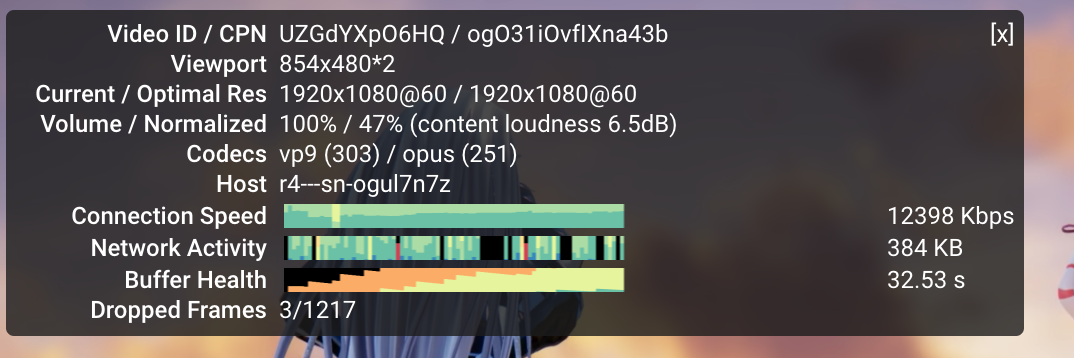 Video ID / CPN UZGdYXpO6HQ / ogO31iOvfIXna43b [x]
Viewport 854x480*2
Current / Optimal Res 1920x1080@60 / 1920x1080@60
Volume / Normalized 100% / 47% (content loudness 6.5dB)
Codecs vp9 (303) / opus (251)
Host r4---sn-ogul7n7z
Connection Speed 12398 Kbps
Network Activity 384 KB
Buffer Health 32.53 s
Dropped Frames 3/1217